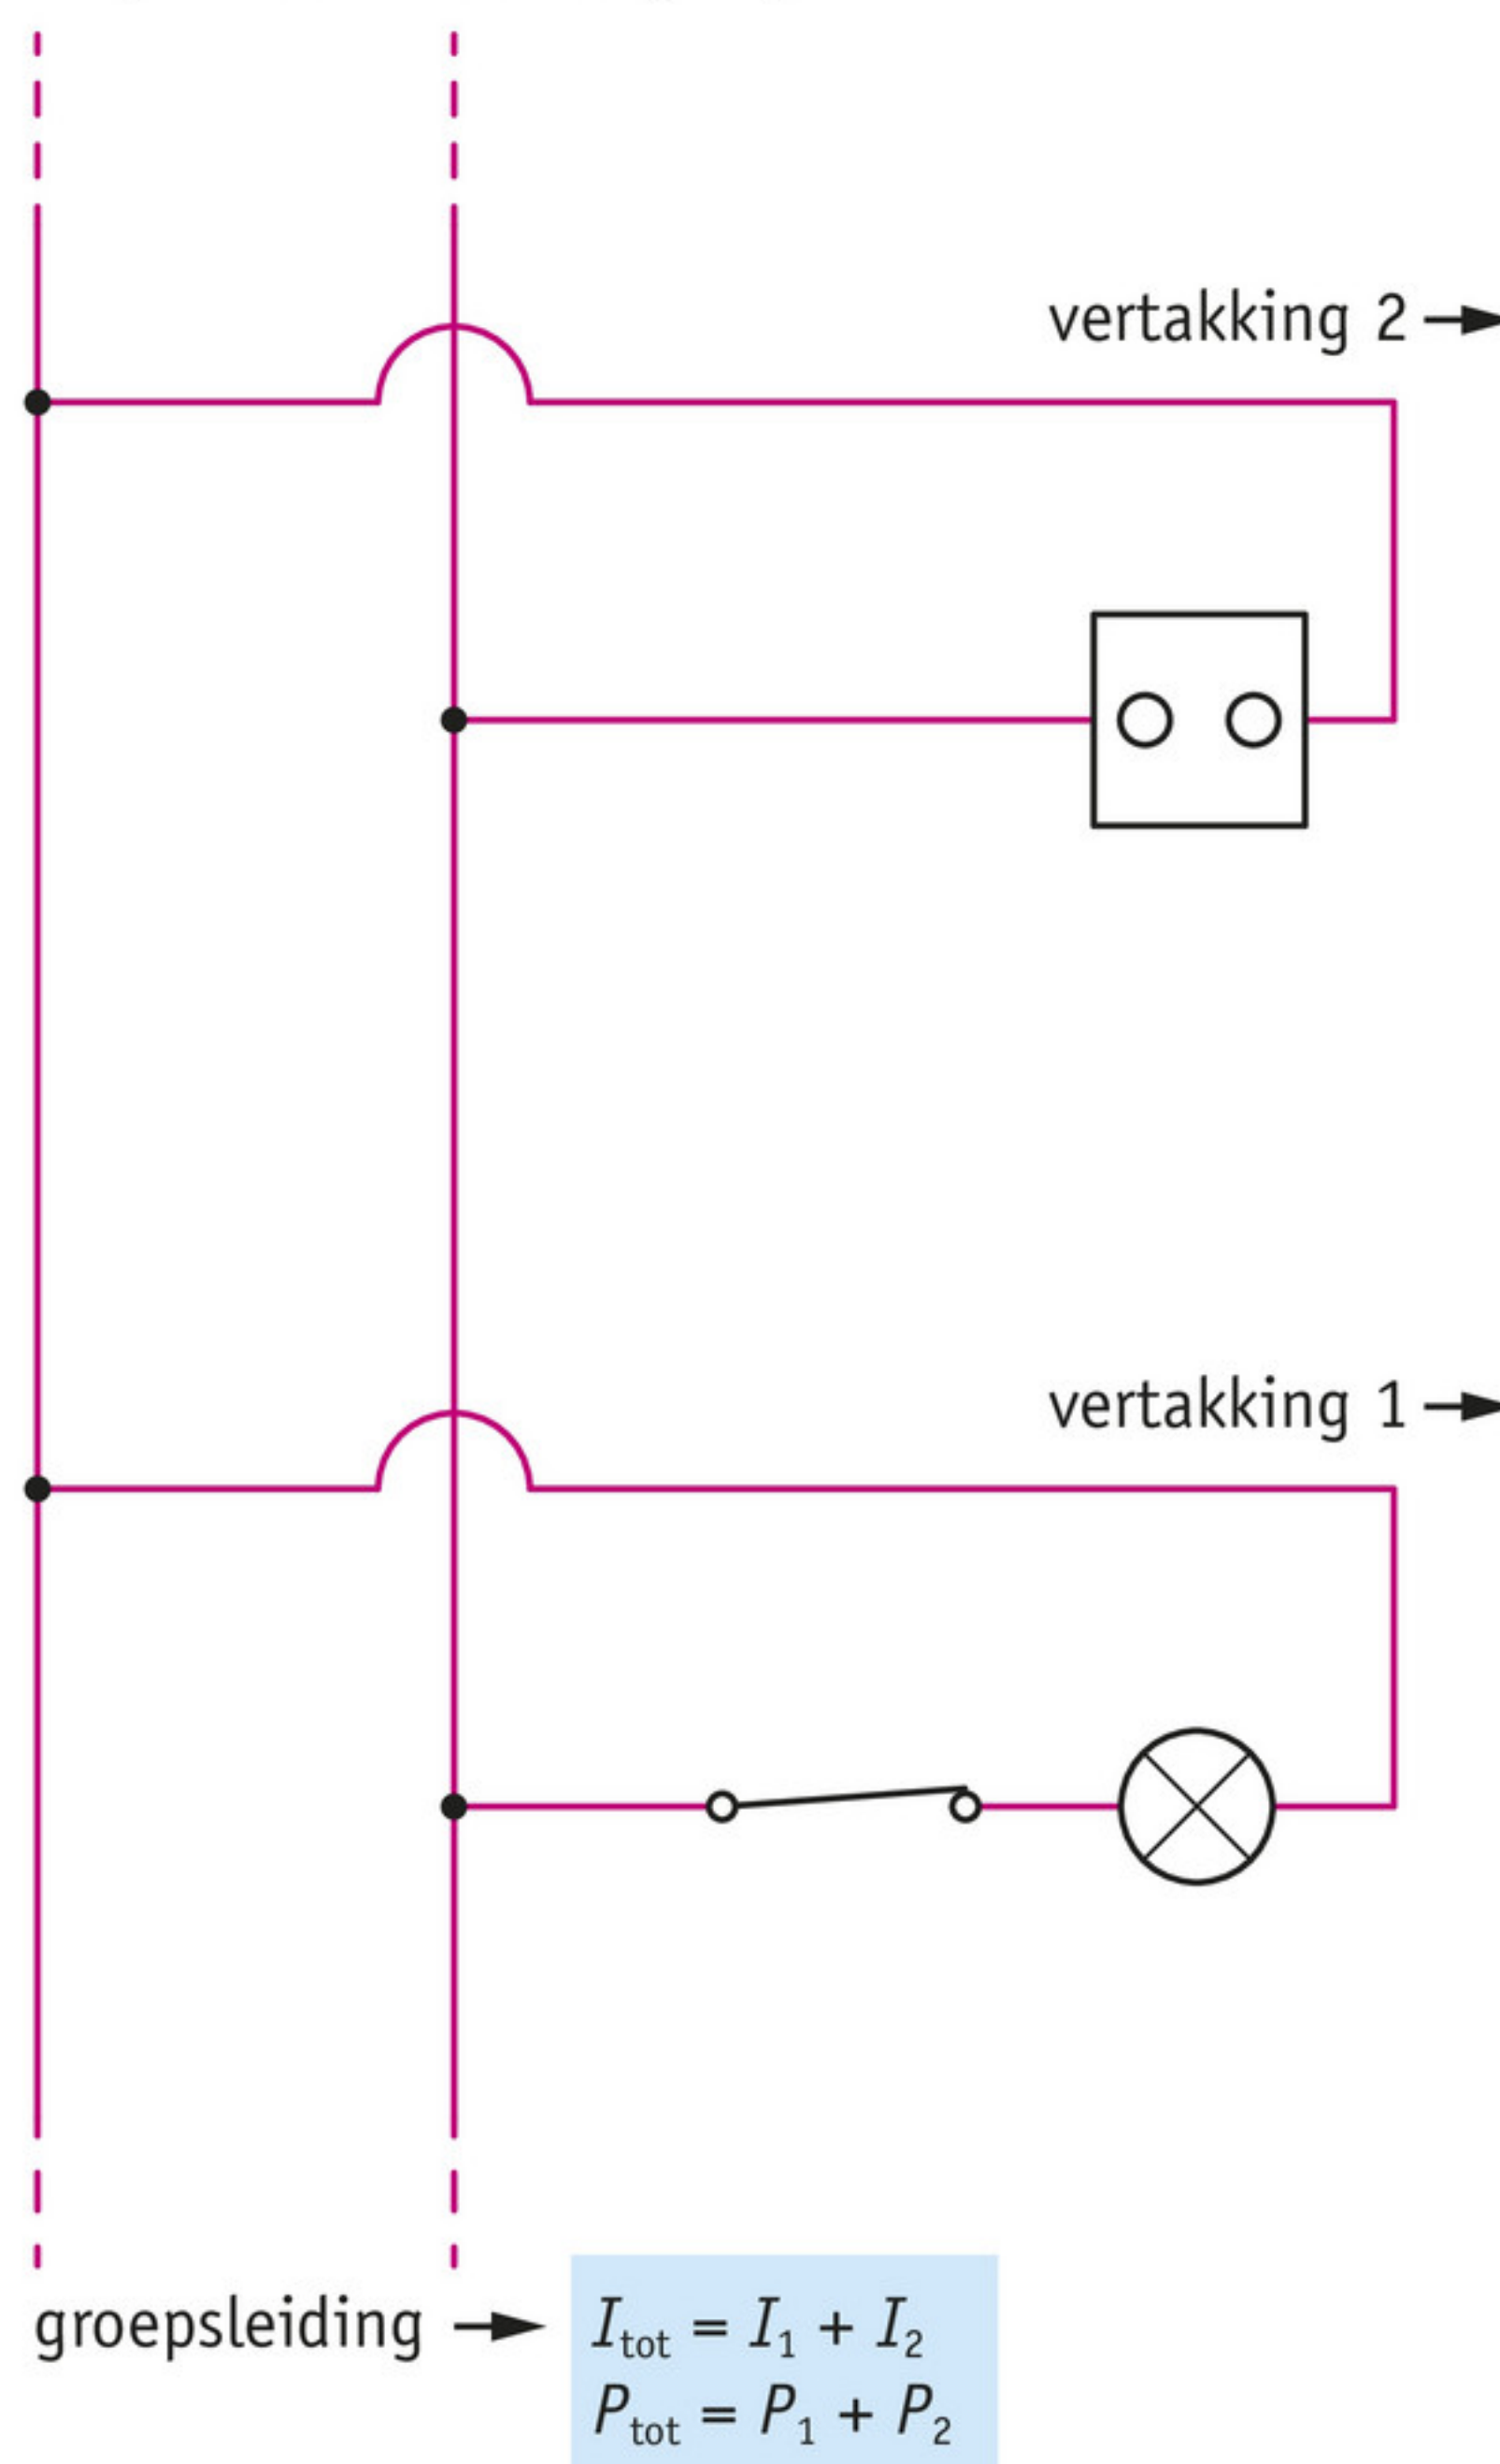 vertakking 2
vertakking 1
groepsleiding
Itot = I1 + I2
Ptot = P1 + P2